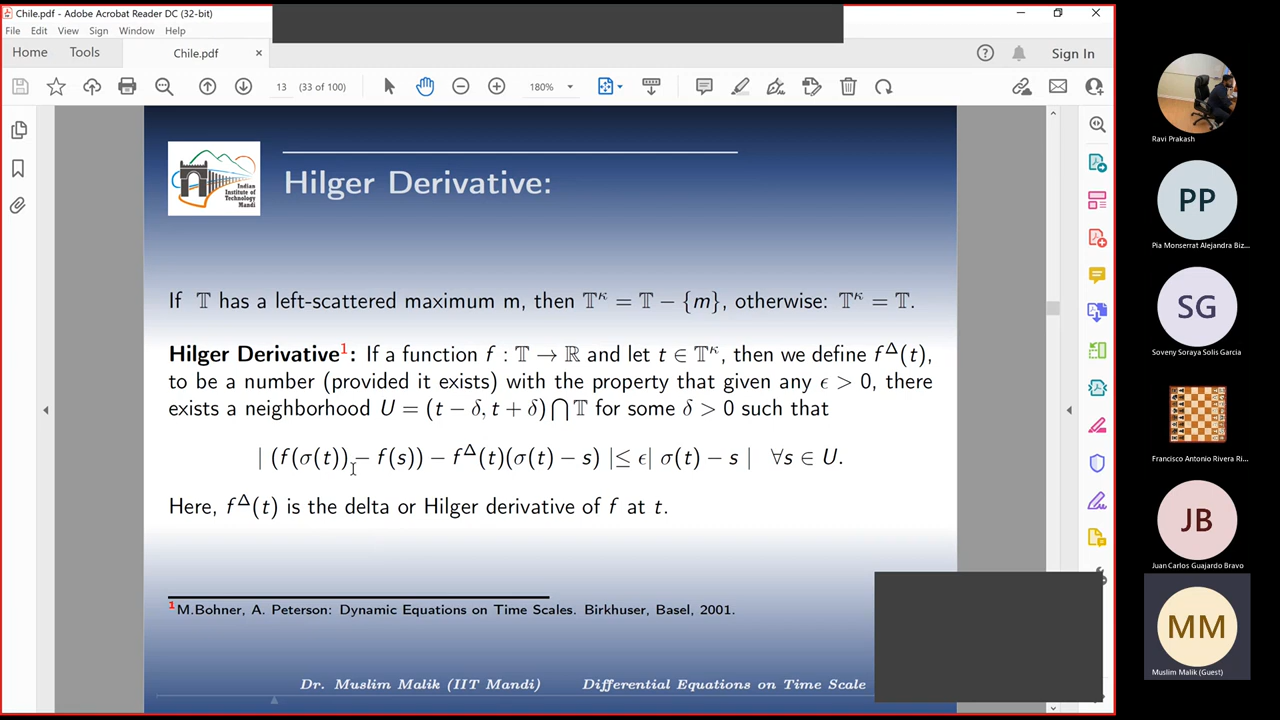 Chile.pdf - Adobe Acrobat Reader DC (32-bit)
File Edit View Sign Window Help
Home Tools Chile.pdf × Sign In
13 (33 of 100) 180%
Indian
Institute of
Technology
Mandi
Hilger Derivative:
If 𝕋 has a left-scattered maximum m, then 𝕋^κ = 𝕋 − {m}, otherwise: 𝕋^κ = 𝕋.
Hilger Derivative¹: If a function f : 𝕋 → ℝ and let t ∈ 𝕋^κ, then we define f^Δ(t),
to be a number (provided it exists) with the property that given any ϵ > 0, there
exists a neighborhood U = (t − δ, t + δ) ⋂ 𝕋 for some δ > 0 such that
| (f(σ(t)) − f(s)) − f^Δ(t)(σ(t) − s) |≤ ϵ| σ(t) − s | ∀s ∈ U.
Here, f^Δ(t) is the delta or Hilger derivative of f at t.
¹M.Bohner, A. Peterson: Dynamic Equations on Time Scales. Birkhuser, Basel, 2001.
Dr. Muslim Malik (IIT Mandi) Differential Equations on Time Scale
Ravi Prakash
PP
Pia Monserrat Alejandra Biz...
SG
Soveny Soraya Solis Garcia
Francisco Antonio Rivera Ri...
JB
Juan Carlos Guajardo Bravo
MM
Muslim Malik (Guest)